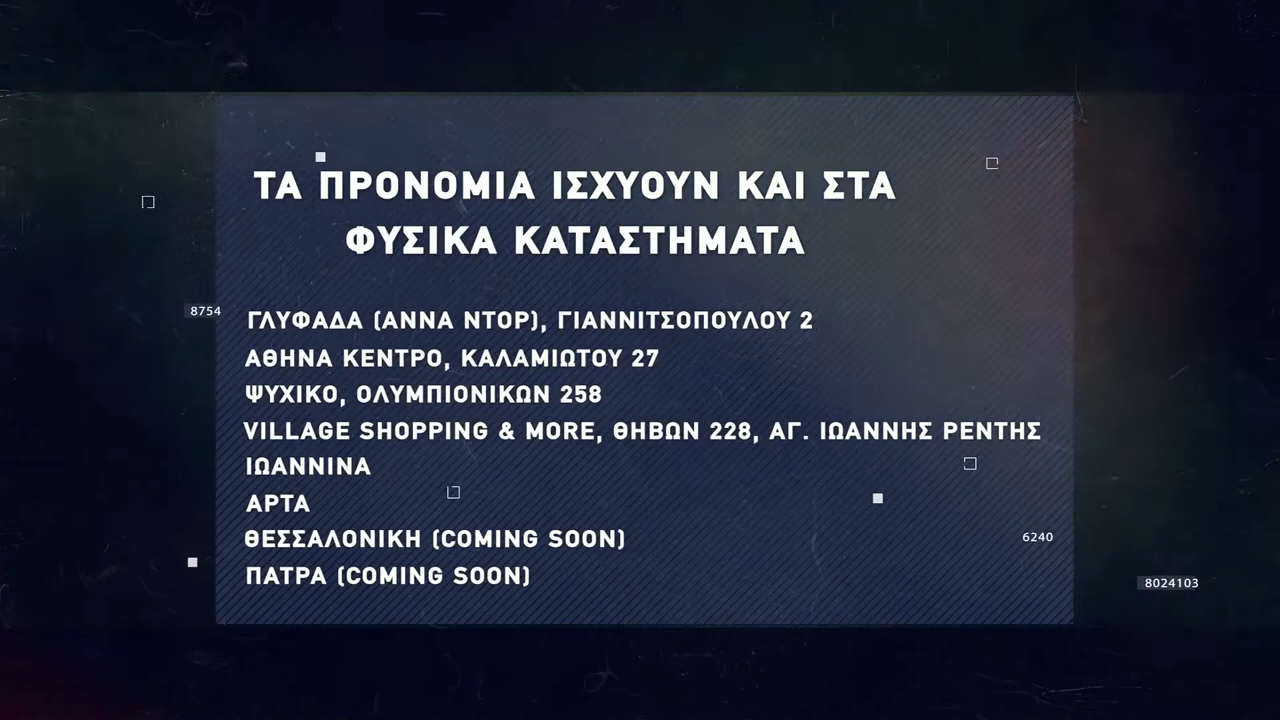 ΤΑ ΠΡΟΝΟΜΙΑ ΙΣΧΥΟΥΝ ΚΑΙ ΣΤΑ
ΦΥΣΙΚΑ ΚΑΤΑΣΤΗΜΑΤΑ
8754
ΓΛΥΦΑΔΑ (ΑΝΝΑ ΝΤΟΡ), ΓΙΑΝΝΙΤΣΟΠΟΥΛΟΥ 2
ΑΘΗΝΑ ΚΕΝΤΡΟ, ΚΑΛΑΜΙΩΤΟΥ 27
ΨΥΧΙΚΟ, ΟΛΥΜΠΙΟΝΙΚΩΝ 258
VILLAGE SHOPPING & MORE, ΘΗΒΩΝ 228, ΑΓ. ΙΩΑΝΝΗΣ ΡΕΝΤΗΣ
ΙΩΑΝΝΙΝΑ
ΑΡΤΑ
ΘΕΣΣΑΛΟΝΙΚΗ (COMING SOON)
6240
ΠΑΤΡΑ (COMING SOON)
8024103